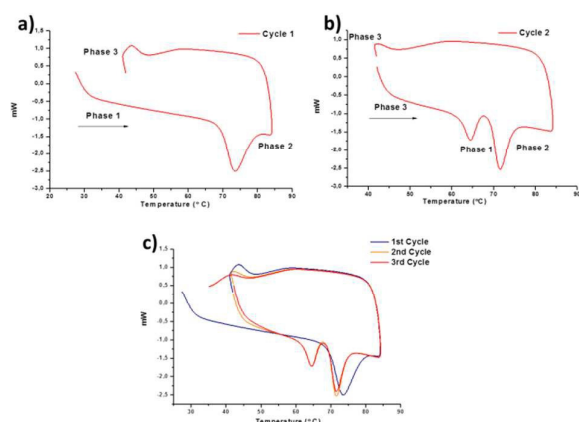 a)
Cycle 1
Phase 3
Phase 1
Phase 2
mW
1.5
1.0
0.5
0.0
-0.5
-1.0
-1.5
-2.0
-2.5
-3.0
20 30 40 50 60 70 80 90
Temperature (°C)
b)
Cycle 2
Phase 3
Phase 3
Phase 1
Phase 2
mW
1.0
0.5
0.0
-0.5
-1.0
-1.5
-2.0
-2.5
-3.0
40 50 60 70 80 90
Temperature (°C)
c)
1st Cycle
2nd Cycle
3rd Cycle
mW
1.5
1.0
0.5
0.0
-0.5
-1.0
-1.5
-2.0
-2.5
30 40 50 60 70 80 90
Temperature (°C)